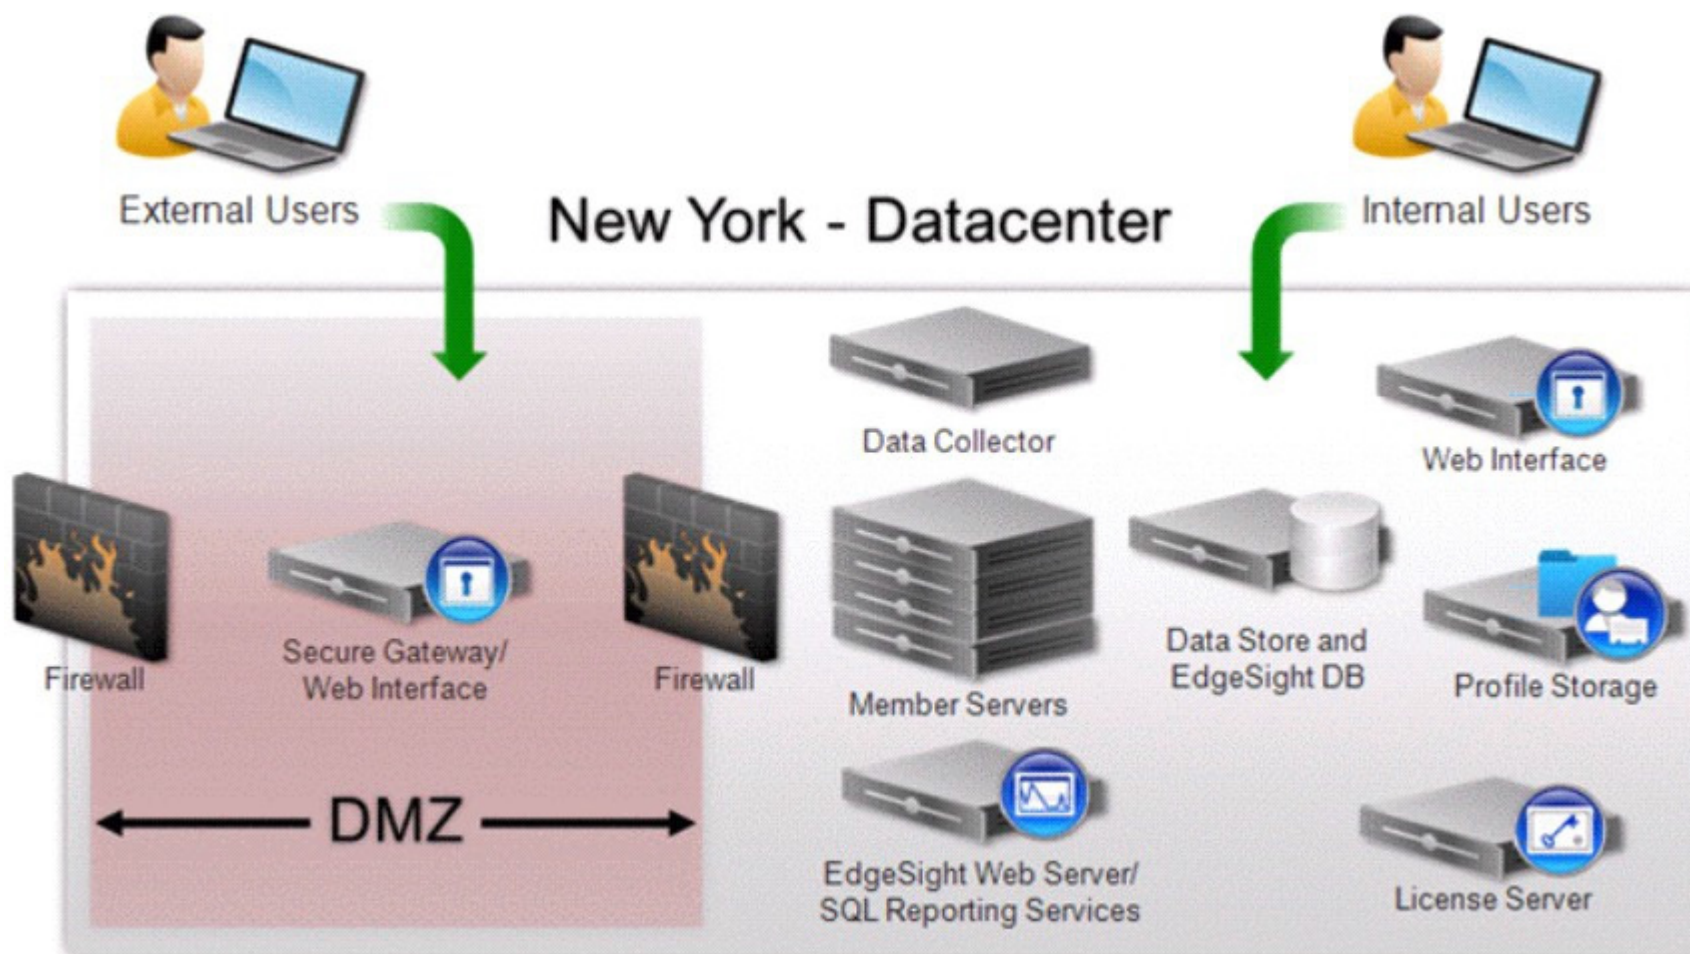 External Users
New York - Datacenter
Internal Users
Data Collector
Web Interface
Firewall
Secure Gateway/
Web Interface
Firewall
Member Servers
Data Store and
EdgeSight DB
Profile Storage
DMZ
EdgeSight Web Server/
SQL Reporting Services
License Server